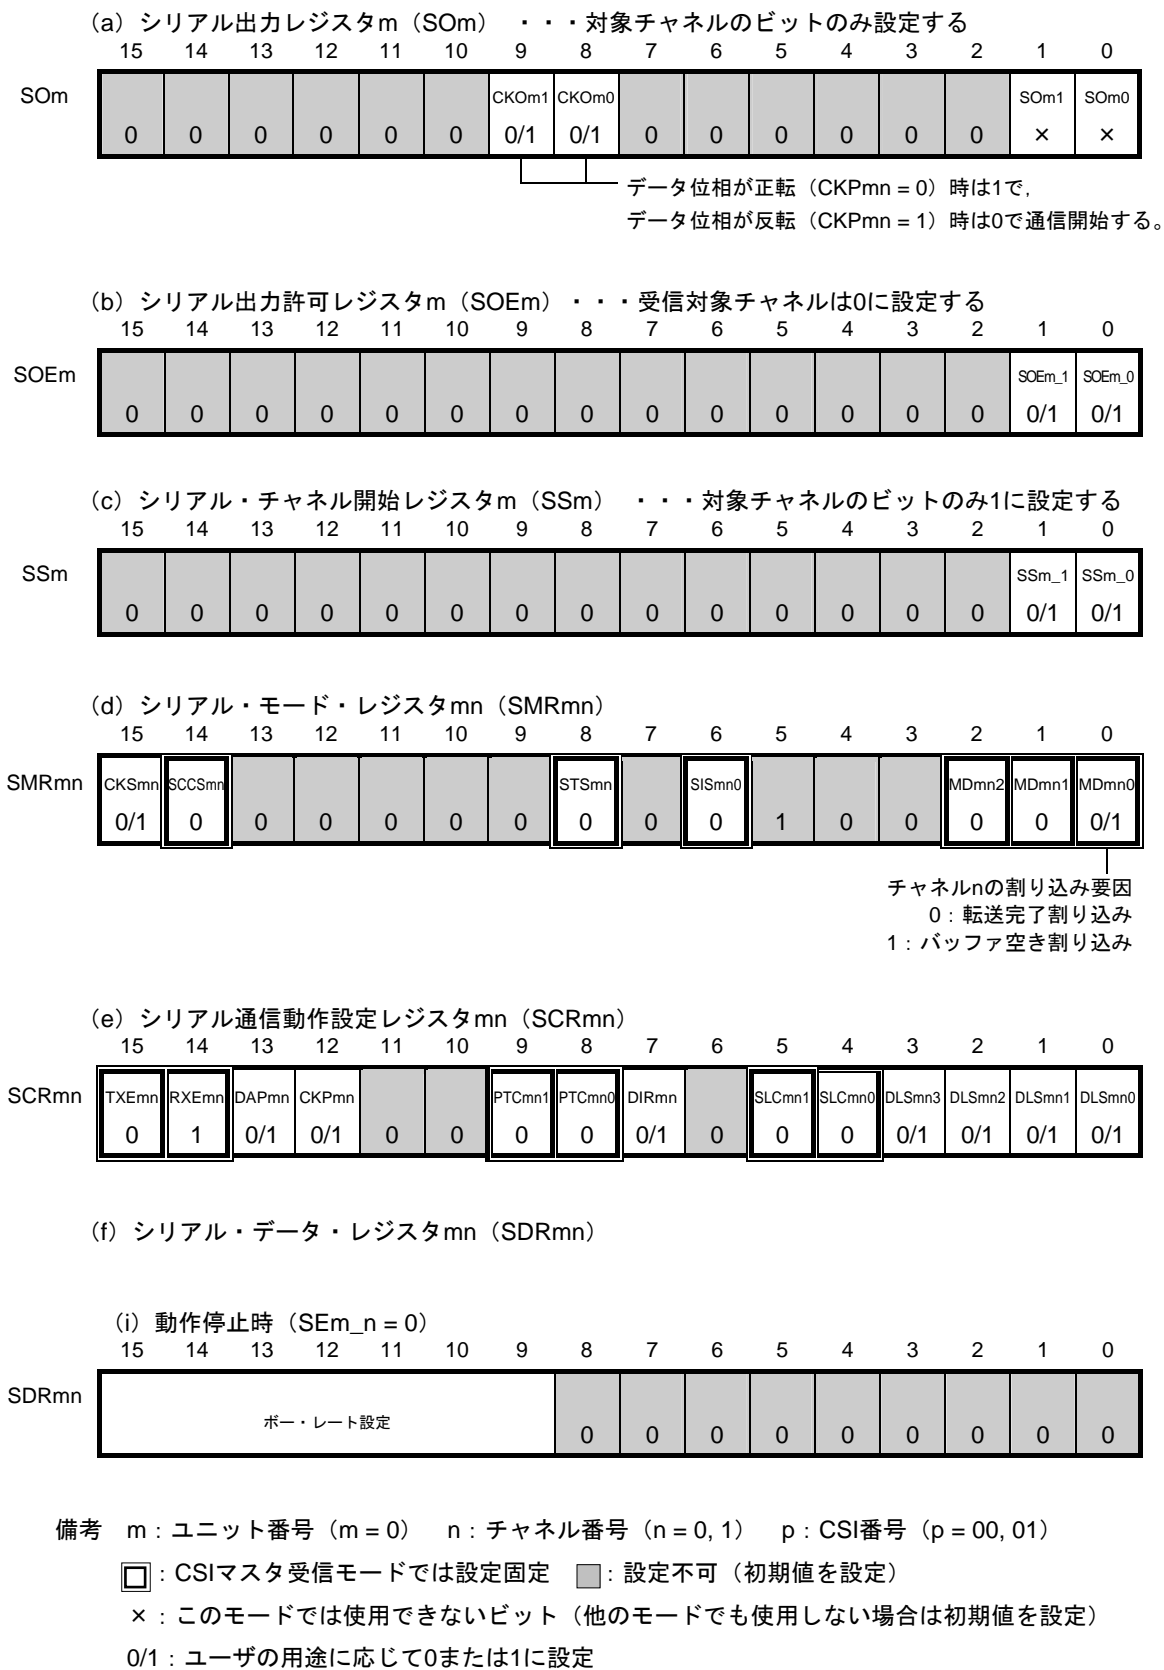 (a) シリアル出力レジスタm（SOm） ・・・対象チャネルのビットのみ設定する
15 14 13 12 11 10 9 8 7 6 5 4 3 2 1 0
SOm
CKOm1 CKOm0 SOm1 SOm0
0 0 0 0 0 0 0/1 0/1 0 0 0 0 0 0 × ×
データ位相が正転（CKPmn = 0）時は1で,
データ位相が反転（CKPmn = 1）時は0で通信開始する。
(b) シリアル出力許可レジスタm（SOEm）・・・受信対象チャネルは0に設定する
15 14 13 12 11 10 9 8 7 6 5 4 3 2 1 0
SOEm
SOEm_1 SOEm_0
0 0 0 0 0 0 0 0 0 0 0 0 0 0 0/1 0/1
(c) シリアル・チャネル開始レジスタm（SSm） ・・・対象チャネルのビットのみ1に設定する
15 14 13 12 11 10 9 8 7 6 5 4 3 2 1 0
SSm
SSm_1 SSm_0
0 0 0 0 0 0 0 0 0 0 0 0 0 0 0/1 0/1
(d) シリアル・モード・レジスタmn（SMRmn）
15 14 13 12 11 10 9 8 7 6 5 4 3 2 1 0
SMRmn
CKSmn SCCSmn STSmn SISmn0 MDmn2 MDmn1 MDmn0
0/1 0 0 0 0 0 0 0 0 0 1 0 0 0 0 0/1
チャネルnの割り込み要因
0：転送完了割り込み
1：バッファ空き割り込み
(e) シリアル通信動作設定レジスタmn（SCRmn）
15 14 13 12 11 10 9 8 7 6 5 4 3 2 1 0
SCRmn
TXEmn RXEmn DAPmn CKPmn PTCmn1 PTCmn0 DIRmn SLCmn1 SLCmn0 DLSmn3 DLSmn2 DLSmn1 DLSmn0
0 1 0/1 0/1 0 0 0 0 0/1 0 0 0 0/1 0/1 0/1 0/1
(f) シリアル・データ・レジスタmn（SDRmn）
(i) 動作停止時（SEm_n = 0）
15 14 13 12 11 10 9 8 7 6 5 4 3 2 1 0
SDRmn
ボー・レート設定
0 0 0 0 0 0 0 0 0
備考 m：ユニット番号（m = 0） n：チャネル番号（n = 0, 1） p：CSI番号（p = 00, 01）
：CSIマスタ受信モードでは設定固定 ：設定不可（初期値を設定）
×：このモードでは使用できないビット（他のモードでも使用しない場合は初期値を設定）
0/1：ユーザの用途に応じて0または1に設定